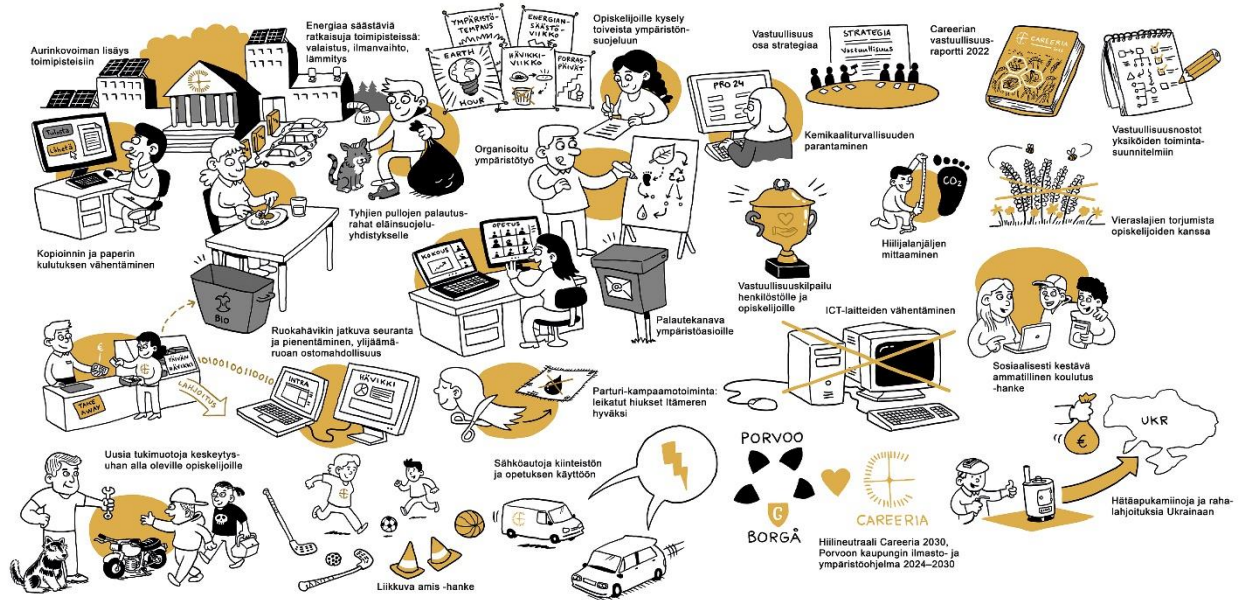 Aurinkovoiman lisäys
toimipisteisiin
Energiaa säästäviä
ratkaisuja toimipisteissä:
valaistus, ilmanvaihto,
lämmitys
YMPÄRISTÖ-
TEMPAUS
ENERGIAN-
SÄÄSTÖ-
VIIKKO
EARTH
HOUR
HÄVIKKI-
VIIKKO
PORRAS-
PÄIVÄT
Opiskelijoille kysely
toiveista ympäristön-
suojeluun
Vastuullisuus
osa strategiaa
STRATEGIA
Vastuullisuus
Careerian
vastuullisuus-
raportti 2022
CAREERIA
Vastuullisuusnostot
yksiköiden toiminta-
suunnitelmiin
Tulosta
Lähetä
Kopioinnin ja paperin
kulutuksen vähentäminen
Organisoitu
ympäristötyö
PRO 24
Kemikaaliturvallisuuden
parantaminen
Tyhjien pullojen palautus-
rahat eläinsuojelu-
yhdistykselle
KOKOUS
OPETUS
Palautekanava
ympäristöasioille
Vastuullisuuskilpailu
henkilöstölle ja
opiskelijoille
CO2
Hiilijalanjäljen
mittaaminen
Vieraslajien torjumista
opiskelijoiden kanssa
BIO
Ruokahävikin jatkuva seuranta
ja pienentäminen, ylijäämä-
ruoan ostomahdollisuus
€
PÄIVÄN
HÄVIKKI
TAKE
AWAY
10100100110010
LAHJOITUS
INTRA
HÄVIKKI
Parturi-kampaamotoiminta:
leikatut hiukset Itämeren
hyväksi
ICT-laitteiden vähentäminen
Sosiaalisesti kestävä
ammatillinen koulutus
-hanke
Uusia tukimuotoja keskeytys-
uhan alla oleville opiskelijoille
Liikkuva amis -hanke
Sähköautoja kiinteistön
ja opetuksen käyttöön
PORVOO
BORGÅ
CAREERIA
Hiilineutraali Careeria 2030,
Porvoon kaupungin ilmasto- ja
ympäristöohjelma 2024–2030
€
UKR
Hätäapukamiinoja ja raha-
lahjoituksia Ukrainaan